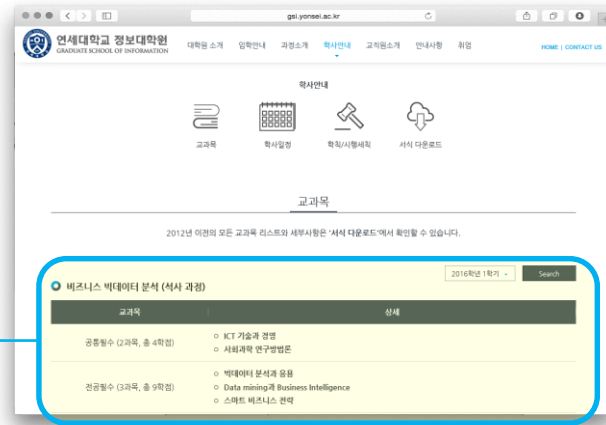 gsi.yonsei.ac.kr
연세대학교 정보대학원
GRADUATE SCHOOL OF INFORMATION
대학원 소개 입학안내 과정소개 학사안내 교직원소개 안내사항 취업
HOME | CONTACT US
학사안내
교과목 학사일정 학칙/시행세칙 서식 다운로드
교과목
2012년 이전의 모든 교과목 리스트와 세부사항은 '서식 다운로드'에서 확인할 수 있습니다.
2016학년 1학기 Search
비즈니스 빅데이터 분석 (석사 과정)
교과목 상세
공통필수 (2과목, 총 4학점)
ICT 기술과 경영
사회과학 연구방법론
전공필수 (3과목, 총 9학점)
빅데이터 분석과 응용
Data mining과 Business Intelligence
스마트 비즈니스 전략